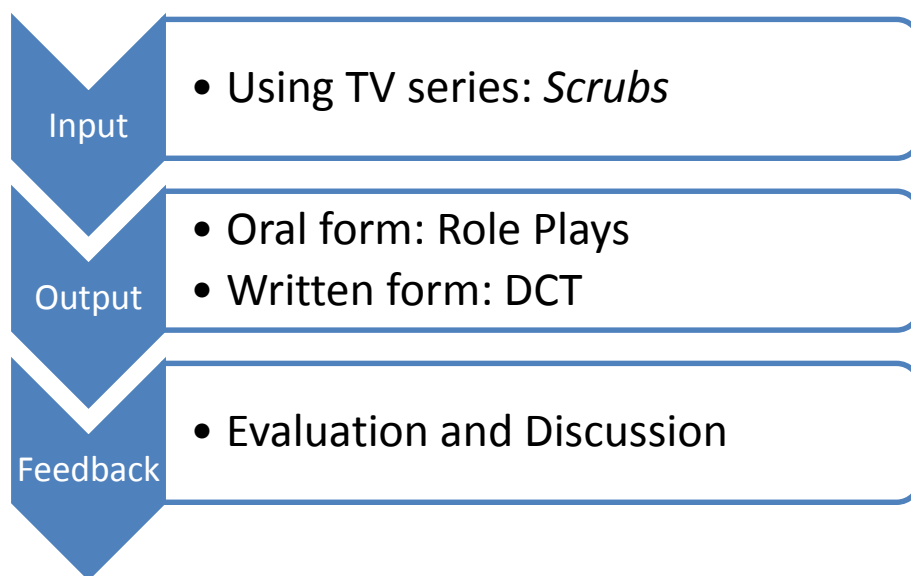 Input
• Using TV series: Scrubs
Output
• Oral form: Role Plays
• Written form: DCT
Feedback
• Evaluation and Discussion